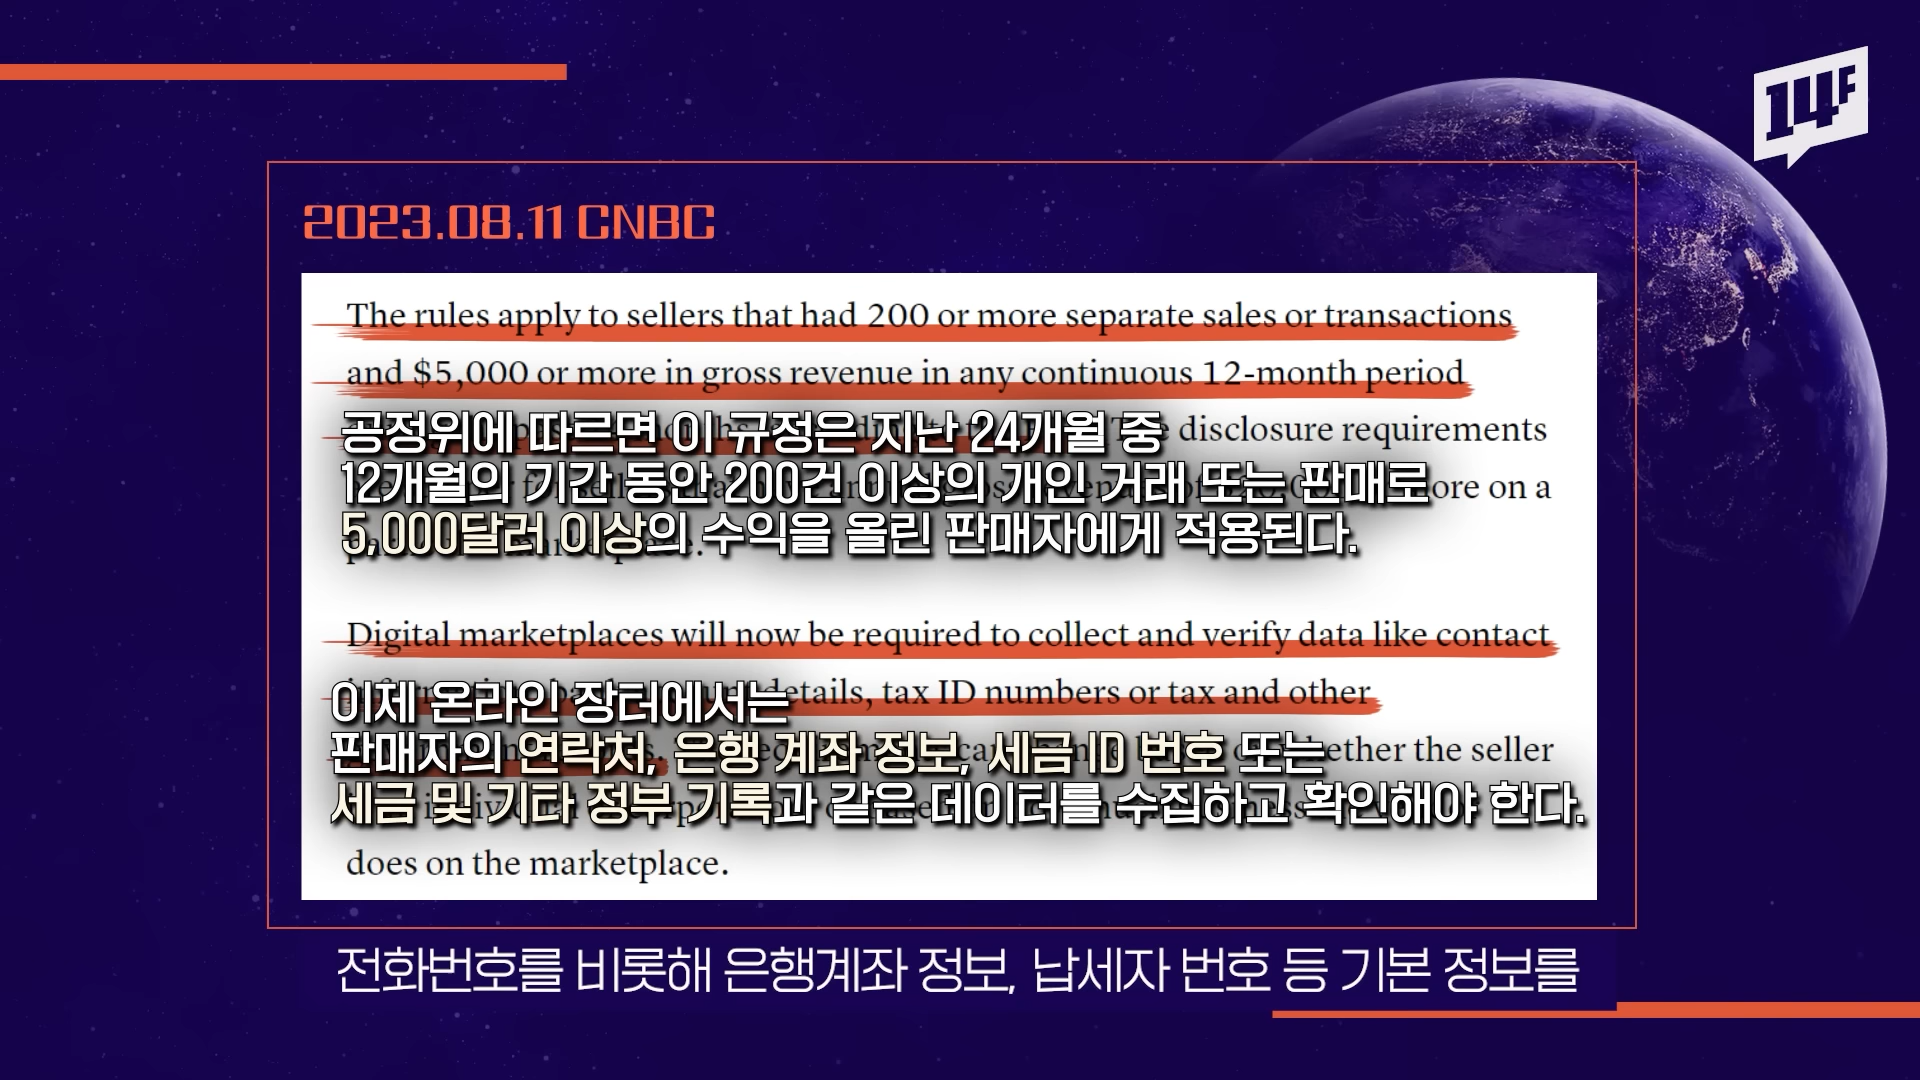 14F
2023.08.11 CNBC
The rules apply to sellers that had 200 or more separate sales or transactions
and $5,000 or more in gross revenue in any continuous 12-month period
disclosure requirements
공정위에 따르면 이 규정은 지난 24개월 중
on a
12개월의 기간 동안 200건 이상의 개인 거래 또는 판매로
5,000달러 이상의 수익을 올린 판매자에게 적용된다.
Digital marketplaces will now be required to collect and verify data like contact
details, tax ID numbers or tax and other
이제 온라인 장터에서는
the seller
판매자의 연락처, 은행 계좌 정보, 세금 ID 번호 또는
세금 및 기타 정부 기록과 같은 데이터를 수집하고 확인해야 한다.
does on the marketplace.
전화번호를 비롯해 은행계좌 정보, 납세자 번호 등 기본 정보를